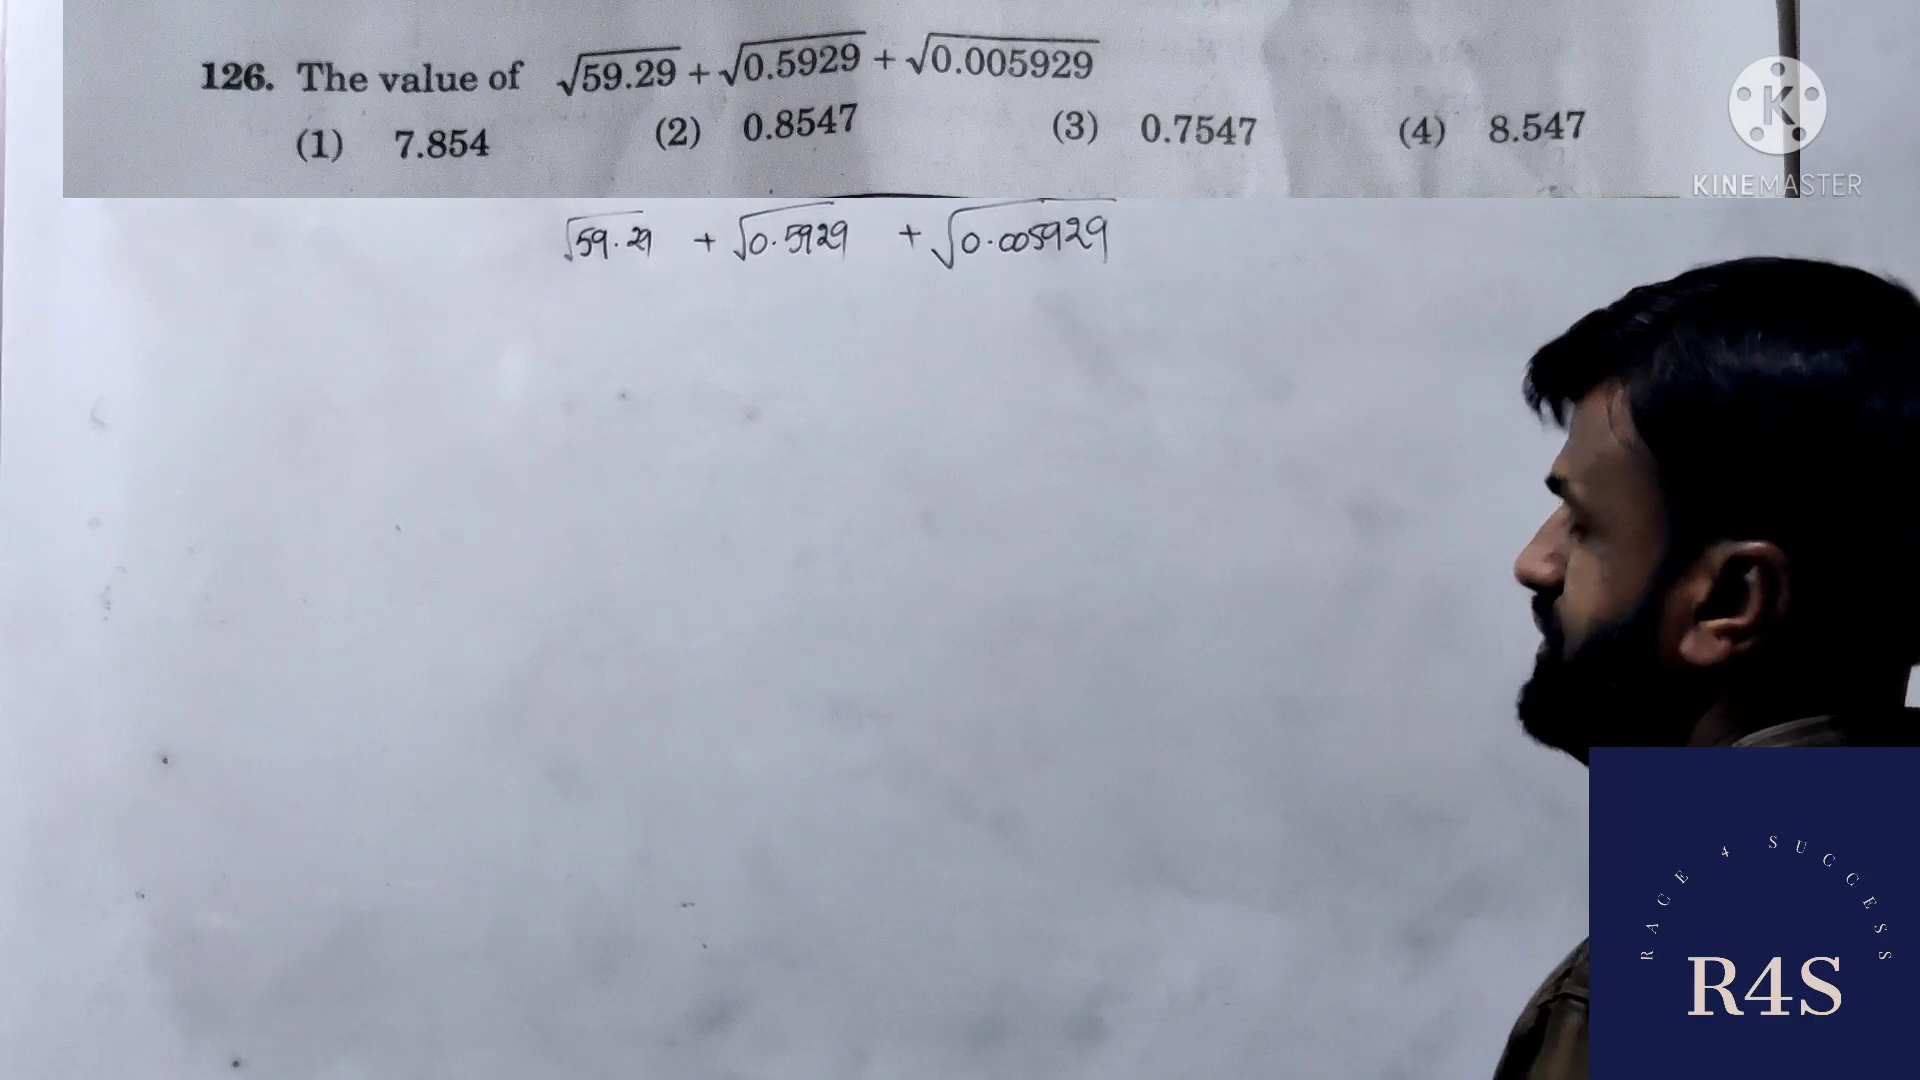 126. The value of √59.29 + √0.5929 + √0.005929
(1) 7.854 (2) 0.8547 (3) 0.7547 (4) 8.547
KINEMASTER
√59.29 + √0.5929 + √0.005929
RACE 4 SUCCESS
R4S